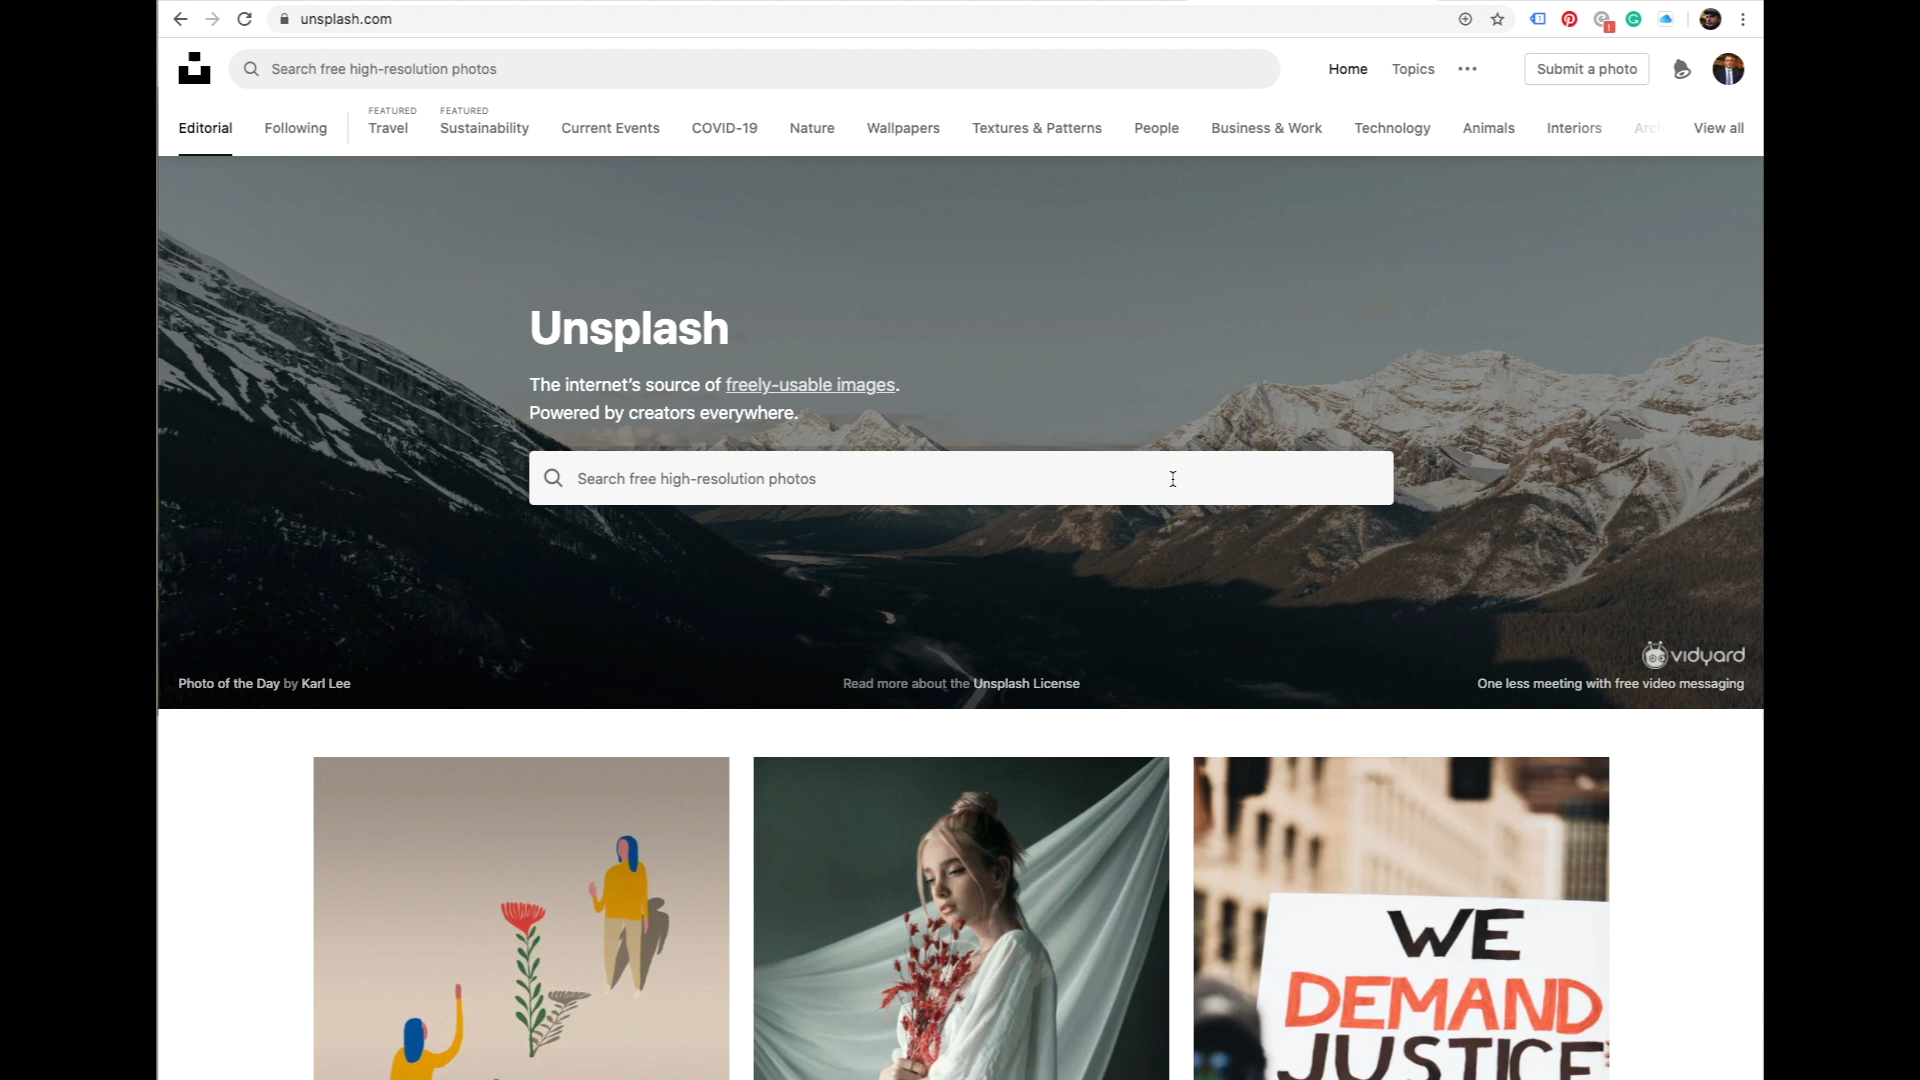 unsplash.com
Search free high-resolution photos
Home
Topics
Submit a photo
Editorial
Following
FEATURED
Travel
FEATURED
Sustainability
Current Events
COVID-19
Nature
Wallpapers
Textures & Patterns
People
Business & Work
Technology
Animals
Interiors
View all
Unsplash
The internet's source of freely-usable images.
Powered by creators everywhere.
Search free high-resolution photos
vidyard
Photo of the Day by Karl Lee
Read more about the Unsplash License
One less meeting with free video messaging
WE
DEMAND
JUSTICE